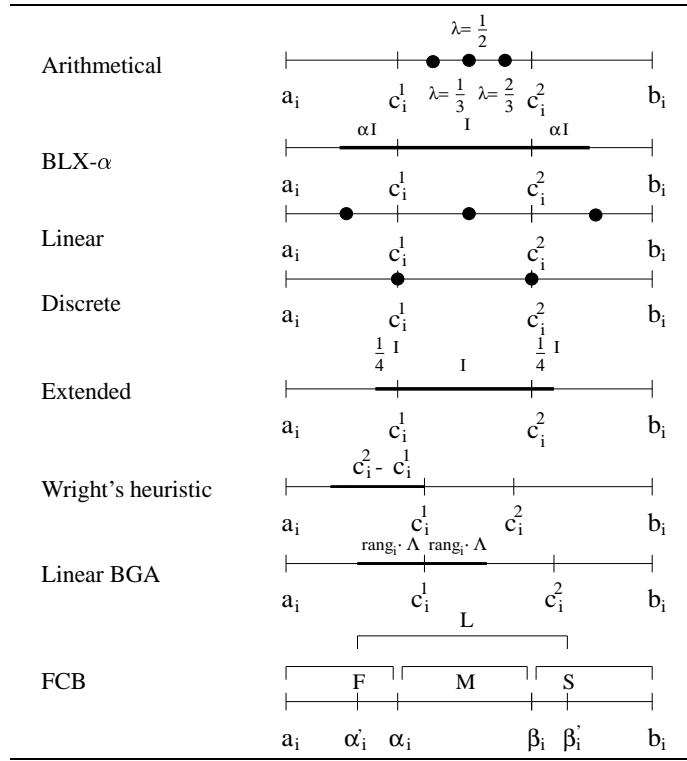 λ= 1/2
Arithmetical
a_i c_i^1 λ= 1/3 λ= 2/3 c_i^2 b_i
αI I αI
BLX-α
a_i c_i^1 c_i^2 b_i
Linear
a_i c_i^1 c_i^2 b_i
Discrete
a_i c_i^1 c_i^2 b_i
1/4 I I 1/4 I
Extended
a_i c_i^1 c_i^2 b_i
c_i^2 - c_i^1
Wright's heuristic
a_i c_i^1 c_i^2 b_i
rang_i · Λ rang_i · Λ
Linear BGA
a_i c_i^1 c_i^2 b_i
L
FCB F M S
a_i α'_i α_i β_i β'_i b_i